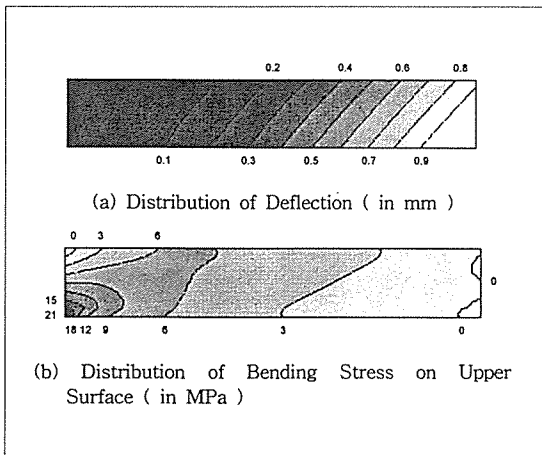 0.2 0.4 0.6 0.8
0.1 0.3 0.5 0.7 0.9
(a) Distribution of Deflection ( in mm )
0 3 6
0
15
21
18 12 9 6 3 0
(b) Distribution of Bending Stress on Upper
Surface ( in MPa )